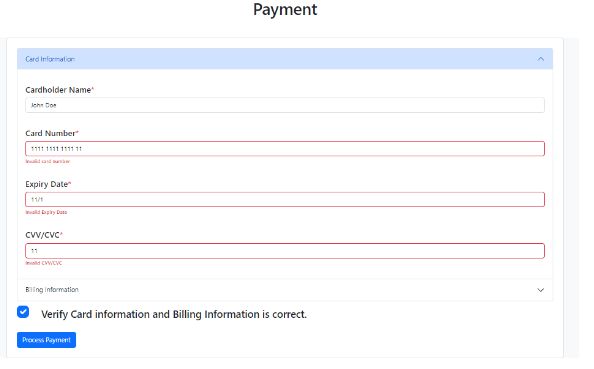 Payment
Card Information
Cardholder Name*
John Doe
Card Number*
1111 1111 1111 11
Invalid card number
Expiry Date*
11/1
Invalid Expiry Date
CVV/CVC*
11
Invalid CVV/CVC
Billing Information
Verify Card information and Billing Information is correct.
Process Payment